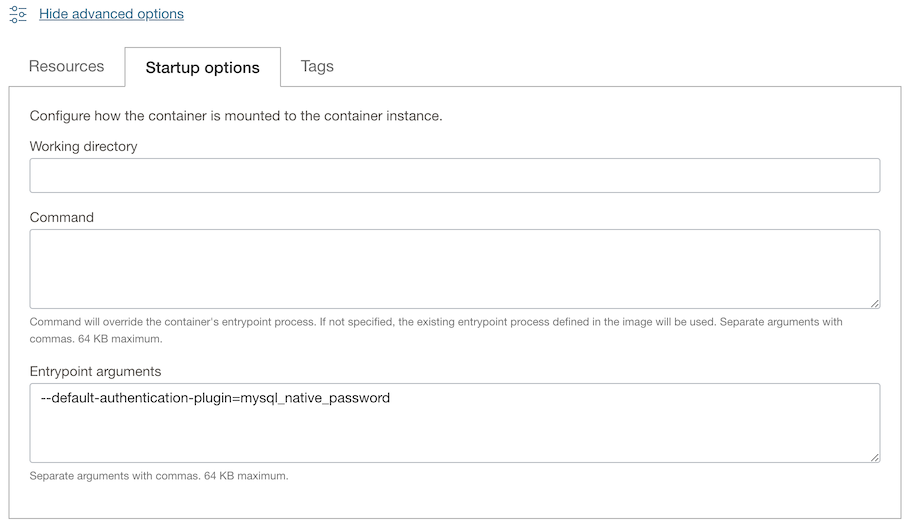 Hide advanced options
Resources
Startup options
Tags
Configure how the container is mounted to the container instance.
Working directory
Command
Command will override the container's entrypoint process. If not specified, the existing entrypoint process defined in the image will be used. Separate arguments with
commas. 64 KB maximum.
Entrypoint arguments
--default-authentication-plugin=mysql_native_password
Separate arguments with commas. 64 KB maximum.